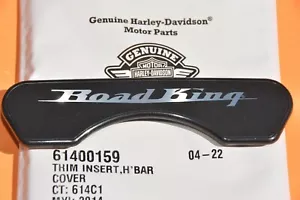 Genuine Harley-Davidson®
Motor Parts
GENUINE
MOTOR
HARLEY-DAVIDSON
Road King
61400159
04-22
THIM INSERT,H'BAR
COVER
CT: 614C1